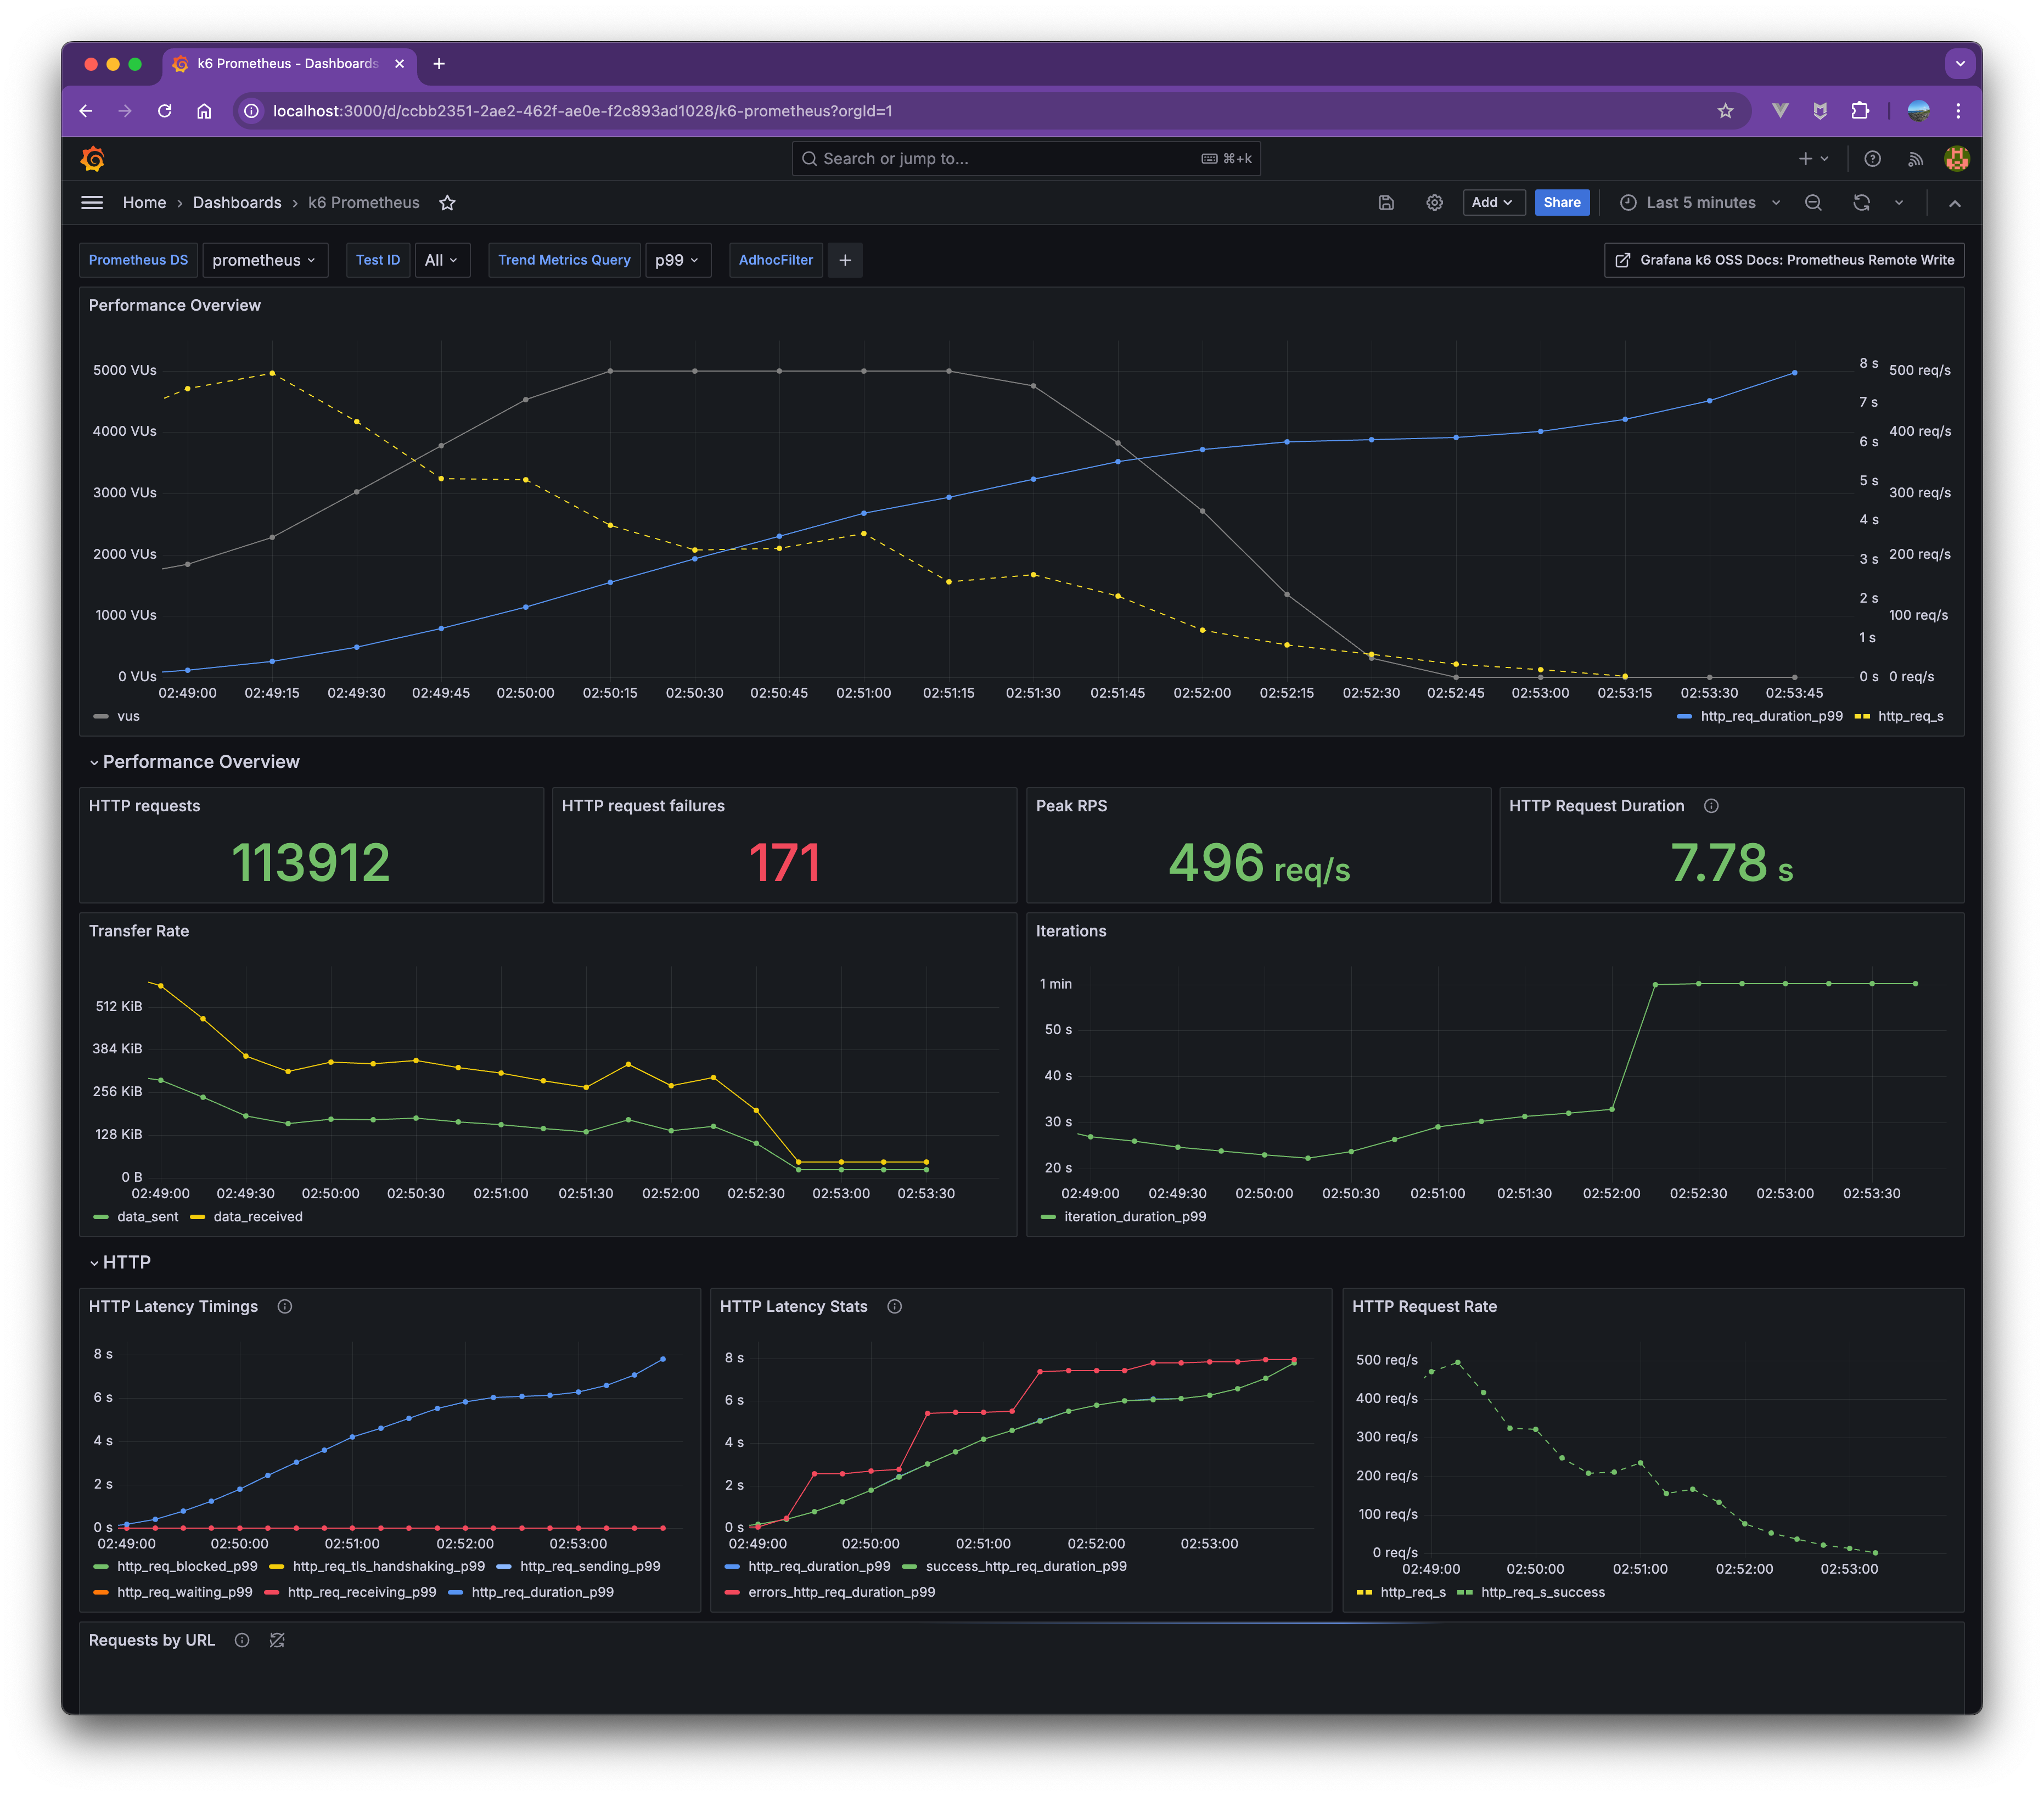 k6 Prometheus - Dashboards
localhost:3000/d/ccbb2351-2ae2-462f-ae0e-f2c893ad1028/k6-prometheus?orgId=1
Search or jump to... ⌘+k
Home › Dashboards › k6 Prometheus Add Share Last 5 minutes
Prometheus DS prometheus Test ID All Trend Metrics Query p99 AdhocFilter + Grafana k6 OSS Docs: Prometheus Remote Write
Performance Overview
5000 VUs
4000 VUs
3000 VUs
2000 VUs
1000 VUs
0 VUs
8 s 500 req/s
7 s
6 s 400 req/s
5 s 300 req/s
4 s
3 s 200 req/s
2 s 100 req/s
1 s
0 s 0 req/s
02:49:00 02:49:15 02:49:30 02:49:45 02:50:00 02:50:15 02:50:30 02:50:45 02:51:00 02:51:15 02:51:30 02:51:45 02:52:00 02:52:15 02:52:30 02:52:45 02:53:00 02:53:15 02:53:30 02:53:45
vus http_req_duration_p99 http_req_s
Performance Overview
HTTP requests
113912
HTTP request failures
171
Peak RPS
496 req/s
HTTP Request Duration
7.78 s
Transfer Rate
512 KiB
384 KiB
256 KiB
128 KiB
0 B
02:49:00 02:49:30 02:50:00 02:50:30 02:51:00 02:51:30 02:52:00 02:52:30 02:53:00 02:53:30
data_sent data_received
Iterations
1 min
50 s
40 s
30 s
20 s
02:49:00 02:49:30 02:50:00 02:50:30 02:51:00 02:51:30 02:52:00 02:52:30 02:53:00 02:53:30
iteration_duration_p99
HTTP
HTTP Latency Timings
8 s
6 s
4 s
2 s
0 s
02:49:00 02:50:00 02:51:00 02:52:00 02:53:00
http_req_blocked_p99 http_req_tls_handshaking_p99 http_req_sending_p99
http_req_waiting_p99 http_req_receiving_p99 http_req_duration_p99
HTTP Latency Stats
8 s
6 s
4 s
2 s
0 s
02:49:00 02:50:00 02:51:00 02:52:00 02:53:00
http_req_duration_p99 success_http_req_duration_p99
errors_http_req_duration_p99
HTTP Request Rate
500 req/s
400 req/s
300 req/s
200 req/s
100 req/s
0 req/s
02:49:00 02:50:00 02:51:00 02:52:00 02:53:00
http_req_s http_req_s_success
Requests by URL